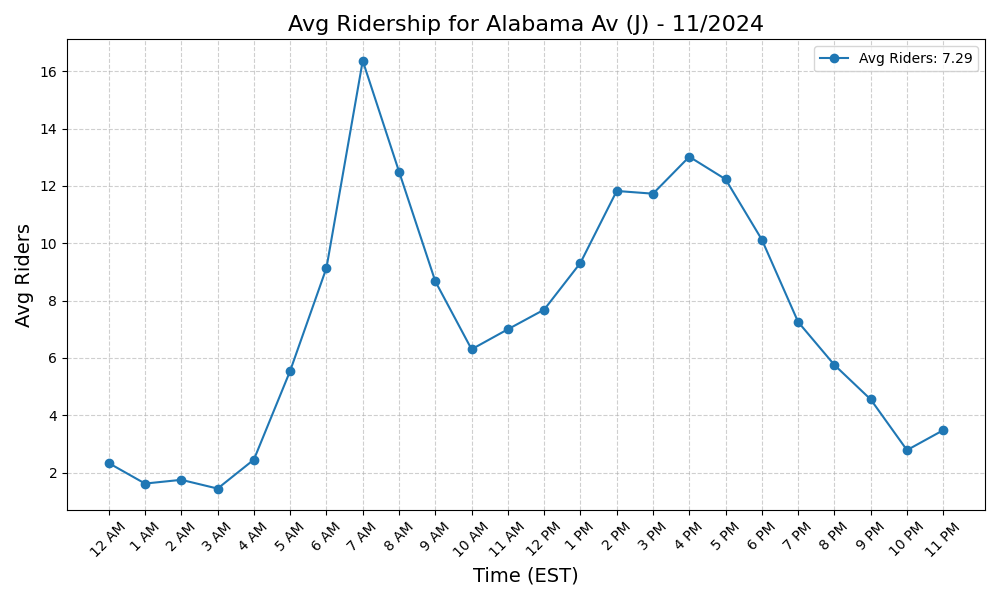 Avg Ridership for Alabama Av (J) - 11/2024
Avg Riders: 7.29
Avg Riders
16
14
12
10
8
6
4
2
12 AM
1 AM
2 AM
3 AM
4 AM
5 AM
6 AM
7 AM
8 AM
9 AM
10 AM
11 AM
12 PM
1 PM
2 PM
3 PM
4 PM
5 PM
6 PM
7 PM
8 PM
9 PM
10 PM
11 PM
Time (EST)